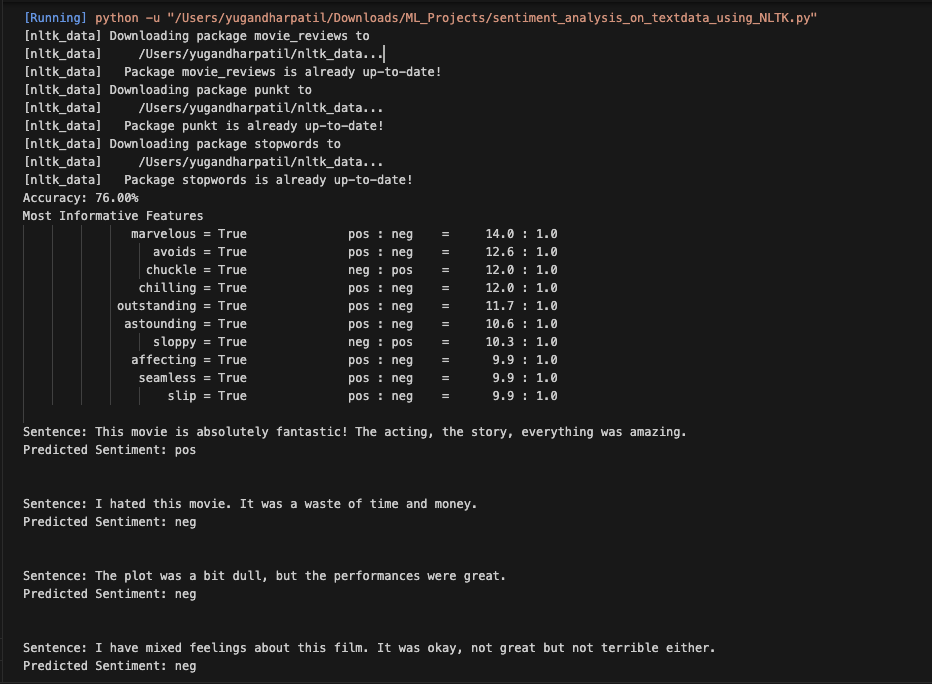 [Running] python -u "/Users/yugandharpatil/Downloads/ML_Projects/sentiment_analysis_on_textdata_using_NLTK.py"
[nltk_data] Downloading package movie_reviews to
[nltk_data]     /Users/yugandharpatil/nltk_data...
[nltk_data]   Package movie_reviews is already up-to-date!
[nltk_data] Downloading package punkt to
[nltk_data]     /Users/yugandharpatil/nltk_data...
[nltk_data]   Package punkt is already up-to-date!
[nltk_data] Downloading package stopwords to
[nltk_data]     /Users/yugandharpatil/nltk_data...
[nltk_data]   Package stopwords is already up-to-date!
Accuracy: 76.00%
Most Informative Features
marvelous = True              pos : neg    =     14.0 : 1.0
avoids = True              pos : neg    =     12.6 : 1.0
chuckle = True              neg : pos    =     12.0 : 1.0
chilling = True              pos : neg    =     12.0 : 1.0
outstanding = True              pos : neg    =     11.7 : 1.0
astounding = True              pos : neg    =     10.6 : 1.0
sloppy = True              neg : pos    =     10.3 : 1.0
affecting = True              pos : neg    =      9.9 : 1.0
seamless = True              pos : neg    =      9.9 : 1.0
slip = True              pos : neg    =      9.9 : 1.0
Sentence: This movie is absolutely fantastic! The acting, the story, everything was amazing.
Predicted Sentiment: pos
Sentence: I hated this movie. It was a waste of time and money.
Predicted Sentiment: neg
Sentence: The plot was a bit dull, but the performances were great.
Predicted Sentiment: neg
Sentence: I have mixed feelings about this film. It was okay, not great but not terrible either.
Predicted Sentiment: neg